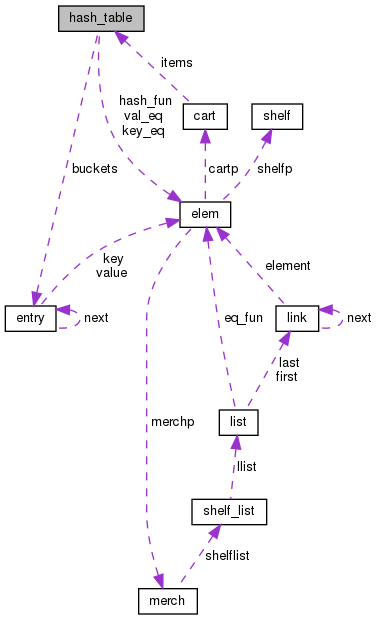 hash_table
items
hash_fun
val_eq
key_eq
cart
shelf
buckets
cartp
shelfp
elem
key
value
element
entry
next
eq_fun
link
next
last
first
merchp
list
llist
shelf_list
shelflist
merch